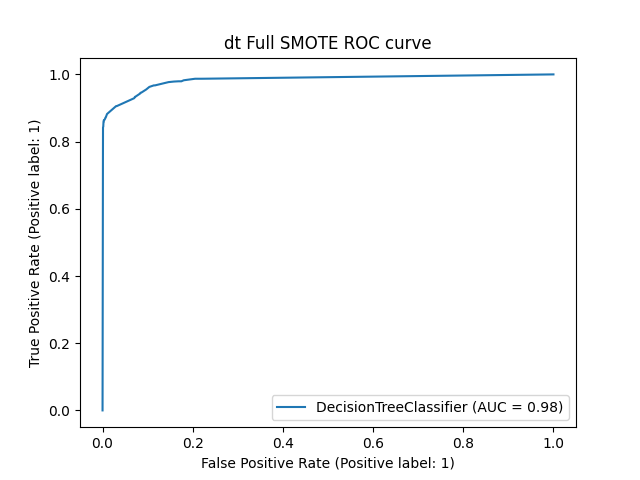 dt Full SMOTE ROC curve
True Positive Rate (Positive label: 1)
1.0
0.8
0.6
0.4
0.2
0.0
DecisionTreeClassifier (AUC = 0.98)
0.0 0.2 0.4 0.6 0.8 1.0
False Positive Rate (Positive label: 1)